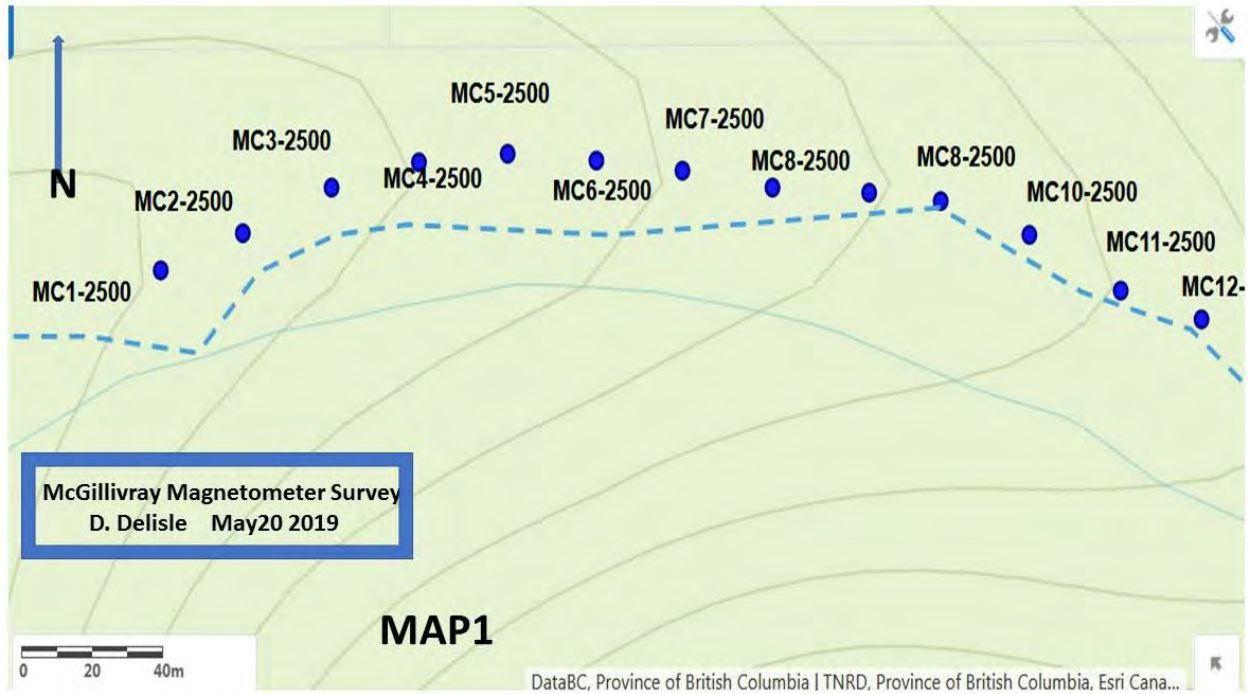 MC5-2500
MC7-2500
MC3-2500
MC8-2500
MC8-2500
MC4-2500
MC6-2500
N
MC2-2500
MC10-2500
MC11-2500
MC1-2500
MC12-
McGillivray Magnetometer Survey
D. Delisle May20 2019
MAP1
0 20 40m
DataBC, Province of British Columbia | TNRD, Province of British Columbia, Esri Cana...